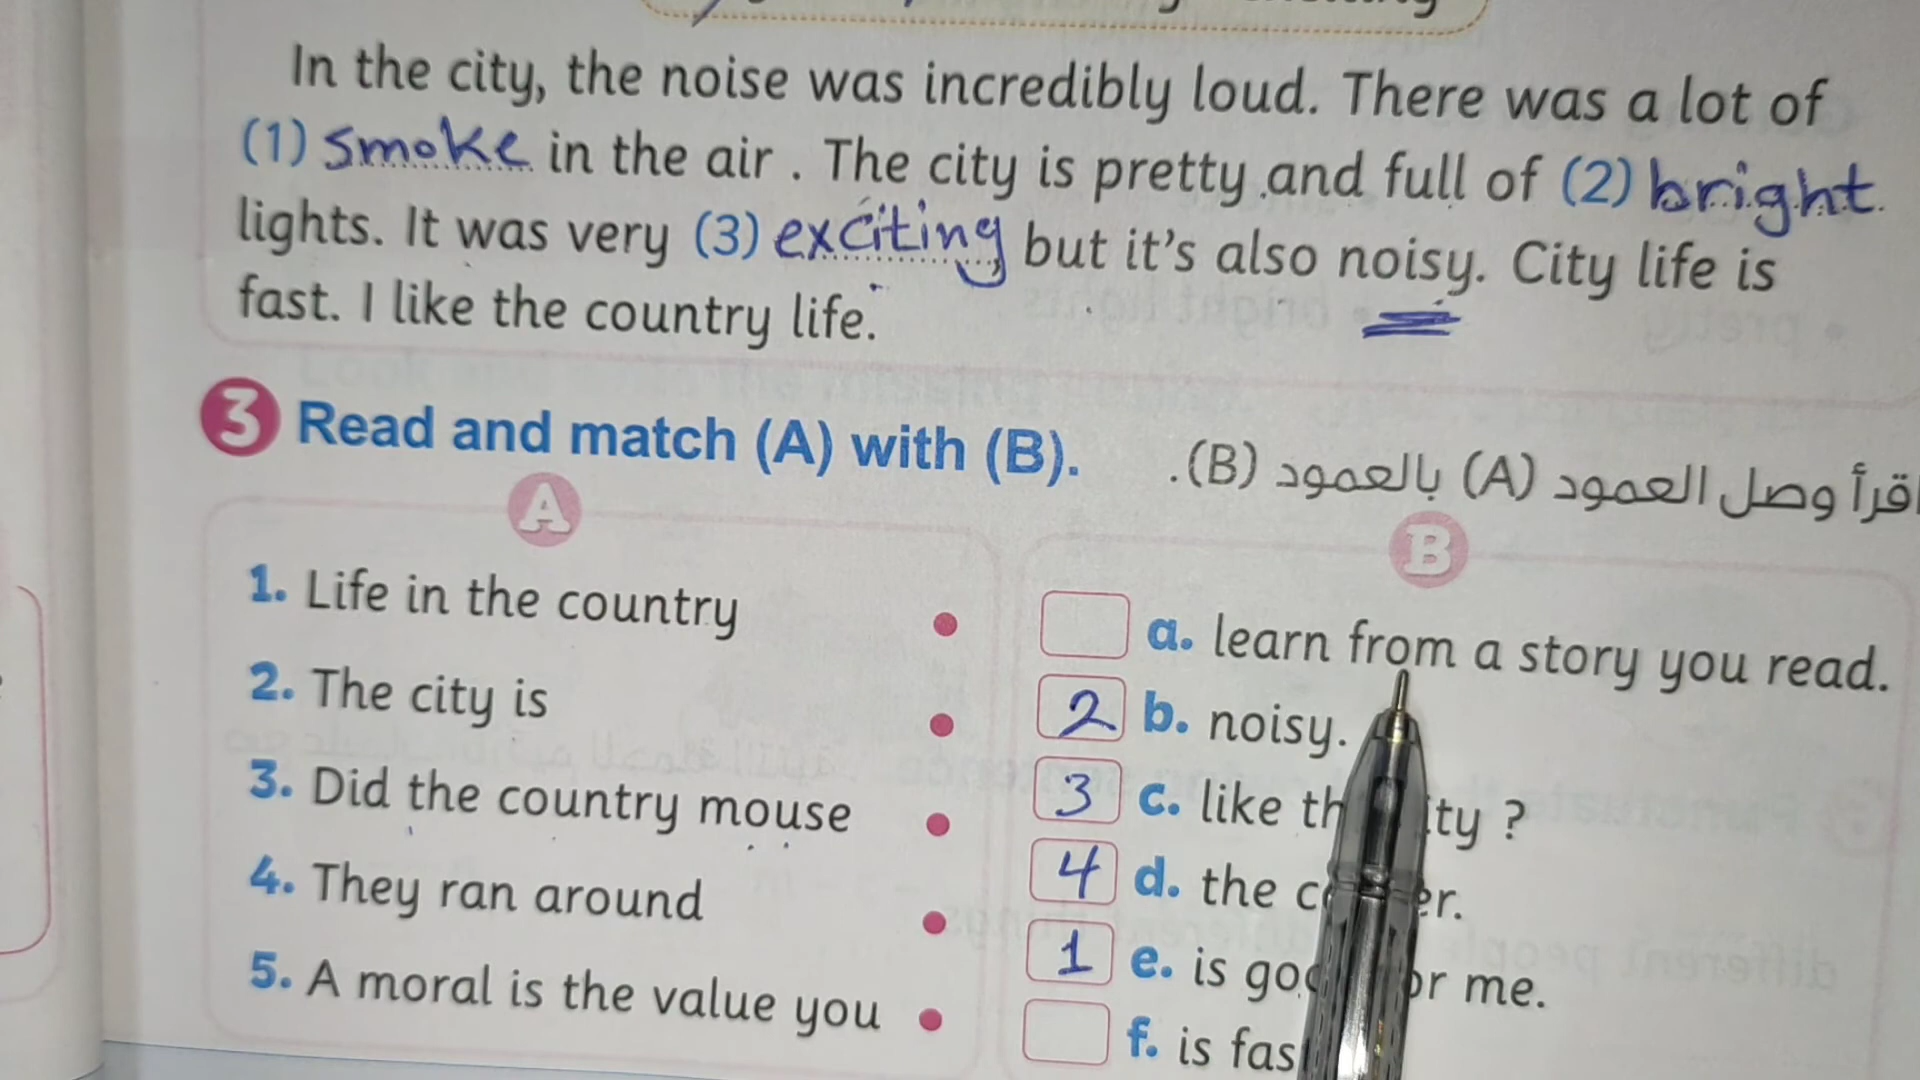 In the city, the noise was incredibly loud. There was a lot of
(1) smoke in the air . The city is pretty and full of (2) bright
lights. It was very (3) exciting but it's also noisy. City life is
fast. I like the country life.
3 Read and match (A) with (B).
اقرأ وصل العمود (A) بالعمود (B).
A
1. Life in the country
2. The city is
3. Did the country mouse
4. They ran around
5. A moral is the value you
B
a. learn from a story you read.
2 b. noisy.
3 c. like ?
4 d. the
1 e. is me.
f. is